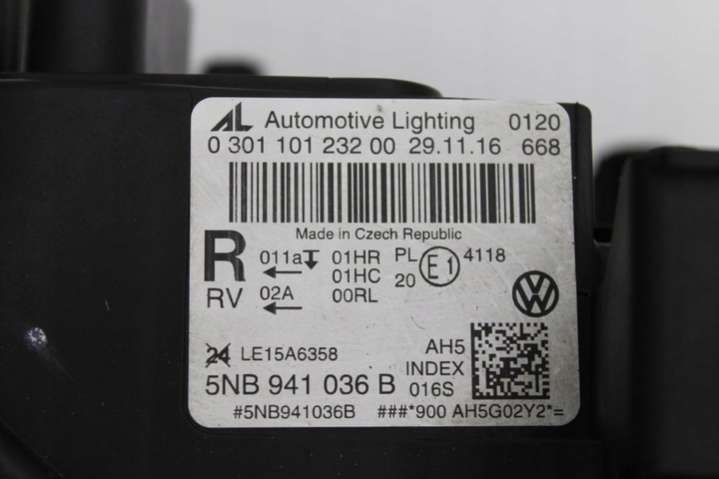 AL Automotive Lighting 0120
0 301 101 232 00 29.11.16 668
Made in Czech Republic
R 011a 01HR PL E1 4118
01HC 20
RV 02A 00RL
24 LE15A6358 AH5
INDEX
5NB 941 036 B 016S
#5NB941036B ###*900 AH5G02Y2*=